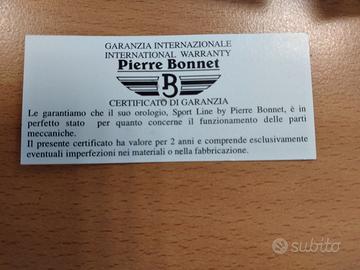 GARANZIA INTERNAZIONALE
INTERNATIONAL WARRANTY
Pierre Bonnet
B
CERTIFICATO DI GARANZIA
Le garantiamo che il suo orologio, Sport Line by Pierre Bonnet, è in
perfetto stato per quanto concerne il funzionamento delle parti
meccaniche.
Il presente certificato ha valore per 2 anni e comprende esclusivamente
eventuali imperfezioni nei materiali o nella fabbricazione.
subito